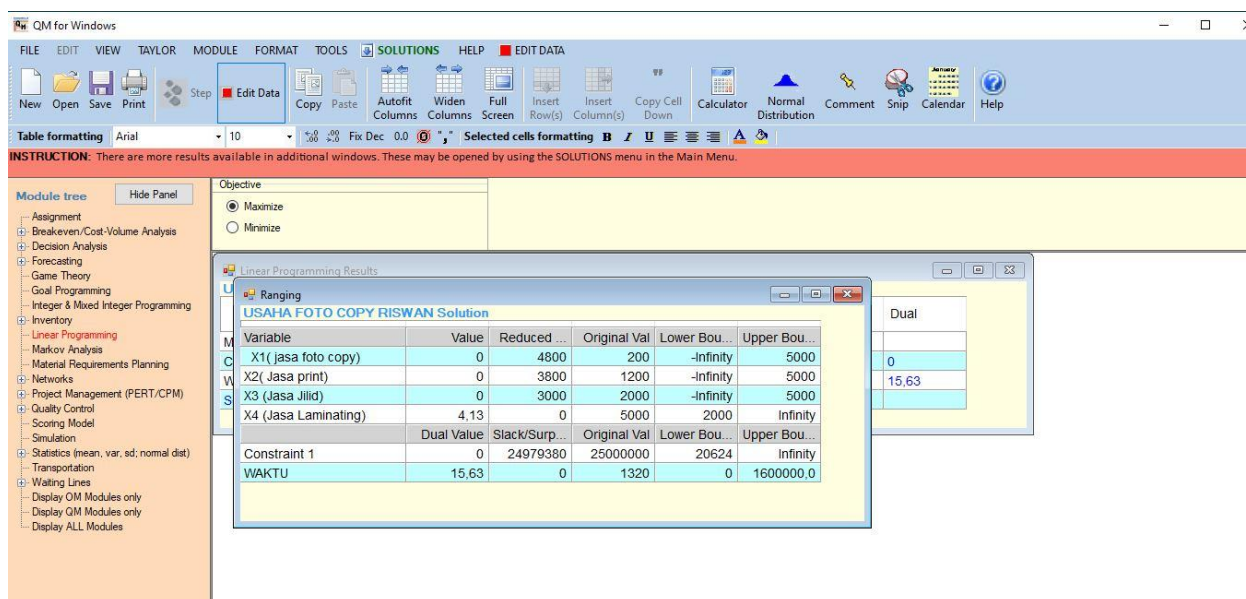 QM for Windows
FILE EDIT VIEW TAYLOR MODULE FORMAT TOOLS SOLUTIONS HELP EDIT DATA
New Open Save Print Step Edit Data Copy Paste Autofit Columns Widen Columns Full Screen Insert Row(s) Insert Column(s) Copy Cell Down Calculator Normal Distribution Comment Snip Calendar Help
Table formatting Arial 10 Fix Dec 0.0 Selected cells formatting B I U A
INSTRUCTION: There are more results available in additional windows. These may be opened by using the SOLUTIONS menu in the Main Menu.
Module tree Hide Panel
Assignment
Breakeven/Cost-Volume Analysis
Decision Analysis
Forecasting
Game Theory
Goal Programming
Integer & Mixed Integer Programming
Inventory
Linear Programming
Markov Analysis
Material Requirements Planning
Networks
Project Management (PERT/CPM)
Quality Control
Scoring Model
Simulation
Statistics (mean, var, sd; normal dist)
Transportation
Waiting Lines
Display OM Modules only
Display QM Modules only
Display ALL Modules
Objective
Maximize
Minimize
Linear Programming Results
U
Dual
M
C 0
W 15,63
S
Ranging
USAHA FOTO COPY RISWAN Solution
Variable Value Reduced ... Original Val Lower Bou... Upper Bou...
X1( jasa foto copy) 0 4800 200 -Infinity 5000
X2( Jasa print) 0 3800 1200 -Infinity 5000
X3 (Jasa Jilid) 0 3000 2000 -Infinity 5000
X4 (Jasa Laminating) 4,13 0 5000 2000 Infinity
Dual Value Slack/Surp... Original Val Lower Bou... Upper Bou...
Constraint 1 0 24979380 25000000 20624 Infinity
WAKTU 15,63 0 1320 0 1600000,0